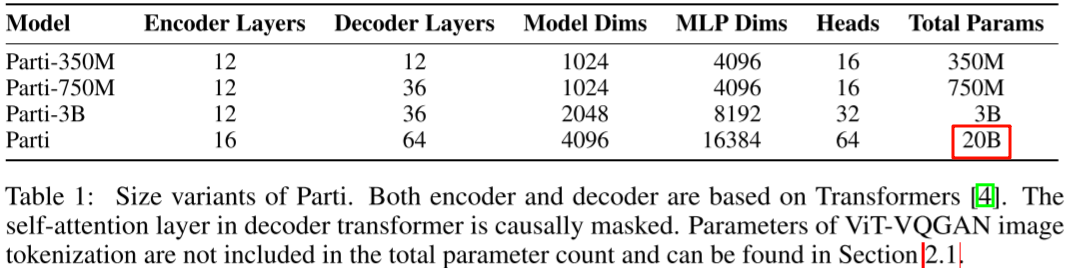 Model Encoder Layers Decoder Layers Model Dims MLP Dims Heads Total Params
Parti-350M 12 12 1024 4096 16 350M
Parti-750M 12 36 1024 4096 16 750M
Parti-3B 12 36 2048 8192 32 3B
Parti 16 64 4096 16384 64 20B
Table 1: Size variants of Parti. Both encoder and decoder are based on Transformers [4]. The
self-attention layer in decoder transformer is causally masked. Parameters of ViT-VQGAN image
tokenization are not included in the total parameter count and can be found in Section 2.1.